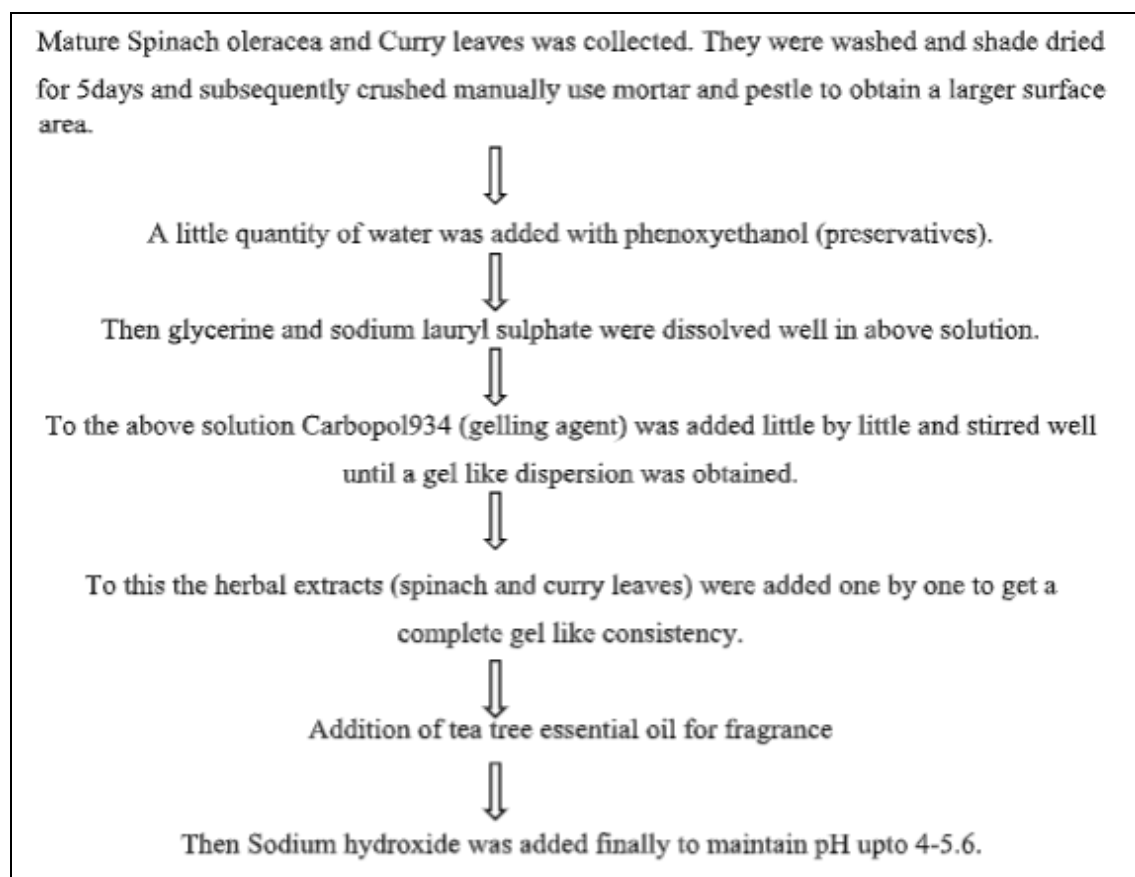 Mature Spinach oleracea and Curry leaves was collected. They were washed and shade dried
for 5days and subsequently crushed manually use mortar and pestle to obtain a larger surface
area.
A little quantity of water was added with phenoxyethanol (preservatives).
Then glycerine and sodium lauryl sulphate were dissolved well in above solution.
To the above solution Carbopol934 (gelling agent) was added little by little and stirred well
until a gel like dispersion was obtained.
To this the herbal extracts (spinach and curry leaves) were added one by one to get a
complete gel like consistency.
Addition of tea tree essential oil for fragrance
Then Sodium hydroxide was added finally to maintain pH upto 4-5.6.